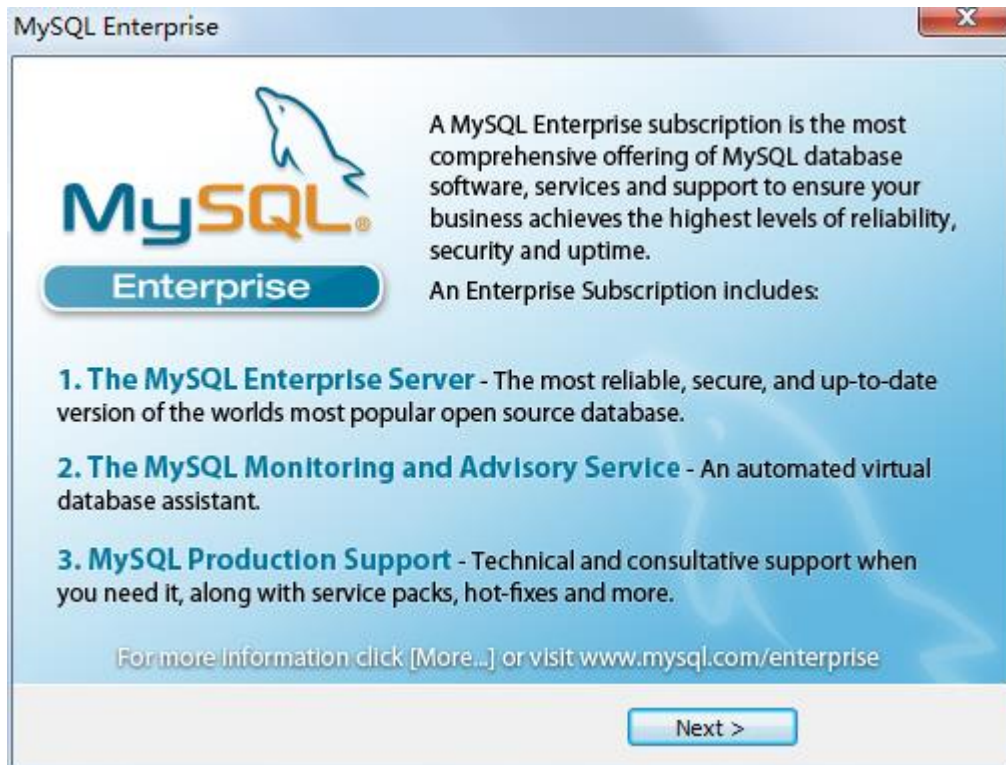 MySQL Enterprise
MySQL®
Enterprise
A MySQL Enterprise subscription is the most
comprehensive offering of MySQL database
software, services and support to ensure your
business achieves the highest levels of reliability,
security and uptime.
An Enterprise Subscription includes:
1. The MySQL Enterprise Server - The most reliable, secure, and up-to-date
version of the worlds most popular open source database.
2. The MySQL Monitoring and Advisory Service - An automated virtual
database assistant.
3. MySQL Production Support - Technical and consultative support when
you need it, along with service packs, hot-fixes and more.
For more information click [More...] or visit www.mysql.com/enterprise
Next >